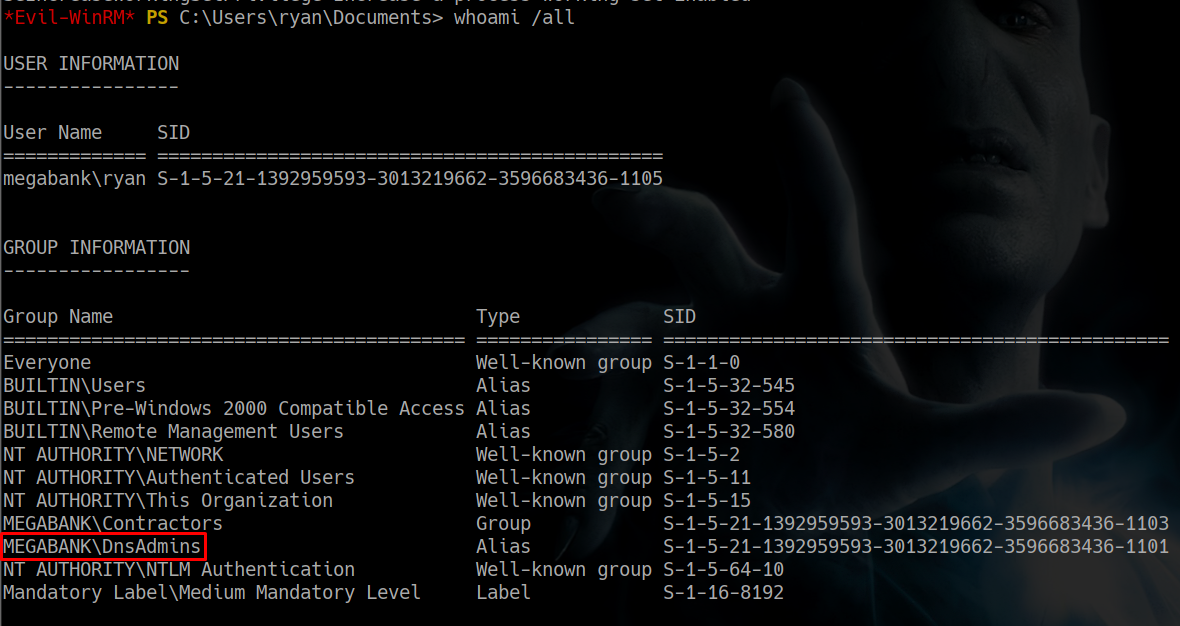 *Evil-WinRM* PS C:\Users\ryan\Documents> whoami /all
USER INFORMATION
----------------
User Name     SID
============= ==============================================
megabank\ryan S-1-5-21-1392959593-3013219662-3596683436-1105
GROUP INFORMATION
-----------------
Group Name                                 Type             SID
========================================== ================ ==============================================
Everyone                                   Well-known group S-1-1-0
BUILTIN\Users                              Alias            S-1-5-32-545
BUILTIN\Pre-Windows 2000 Compatible Access Alias            S-1-5-32-554
BUILTIN\Remote Management Users            Alias            S-1-5-32-580
NT AUTHORITY\NETWORK                       Well-known group S-1-5-2
NT AUTHORITY\Authenticated Users           Well-known group S-1-5-11
NT AUTHORITY\This Organization             Well-known group S-1-5-15
MEGABANK\Contractors                       Group            S-1-5-21-1392959593-3013219662-3596683436-1103
MEGABANK\DnsAdmins                         Alias            S-1-5-21-1392959593-3013219662-3596683436-1101
NT AUTHORITY\NTLM Authentication           Well-known group S-1-5-64-10
Mandatory Label\Medium Mandatory Level     Label            S-1-16-8192